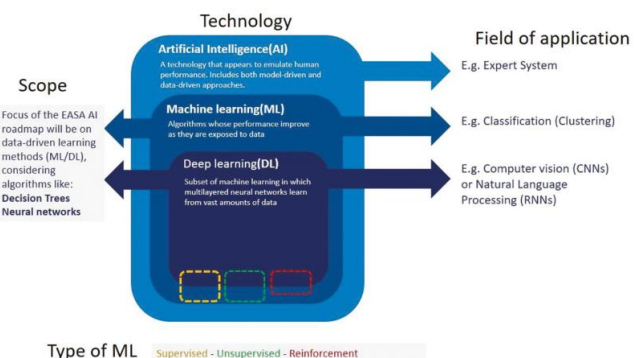 Technology
Artificial Intelligence(AI)
A technology that appears to emulate human
performance. Includes both model-driven and
data-driven approaches.
Machine learning(ML)
Algorithms whose performance improve
as they are exposed to data
Deep learning(DL)
Subset of machine learning in which
multilayered neural networks learn
from vast amounts of data
Scope
Focus of the EASA AI
roadmap will be on
data-driven learning
methods (ML/DL),
considering
algorithms like:
Decision Trees
Neural networks
Field of application
E.g. Expert System
E.g. Classification (Clustering)
E.g. Computer vision (CNNs)
or Natural Language
Processing (RNNs)
Type of ML Supervised - Unsupervised - Reinforcement